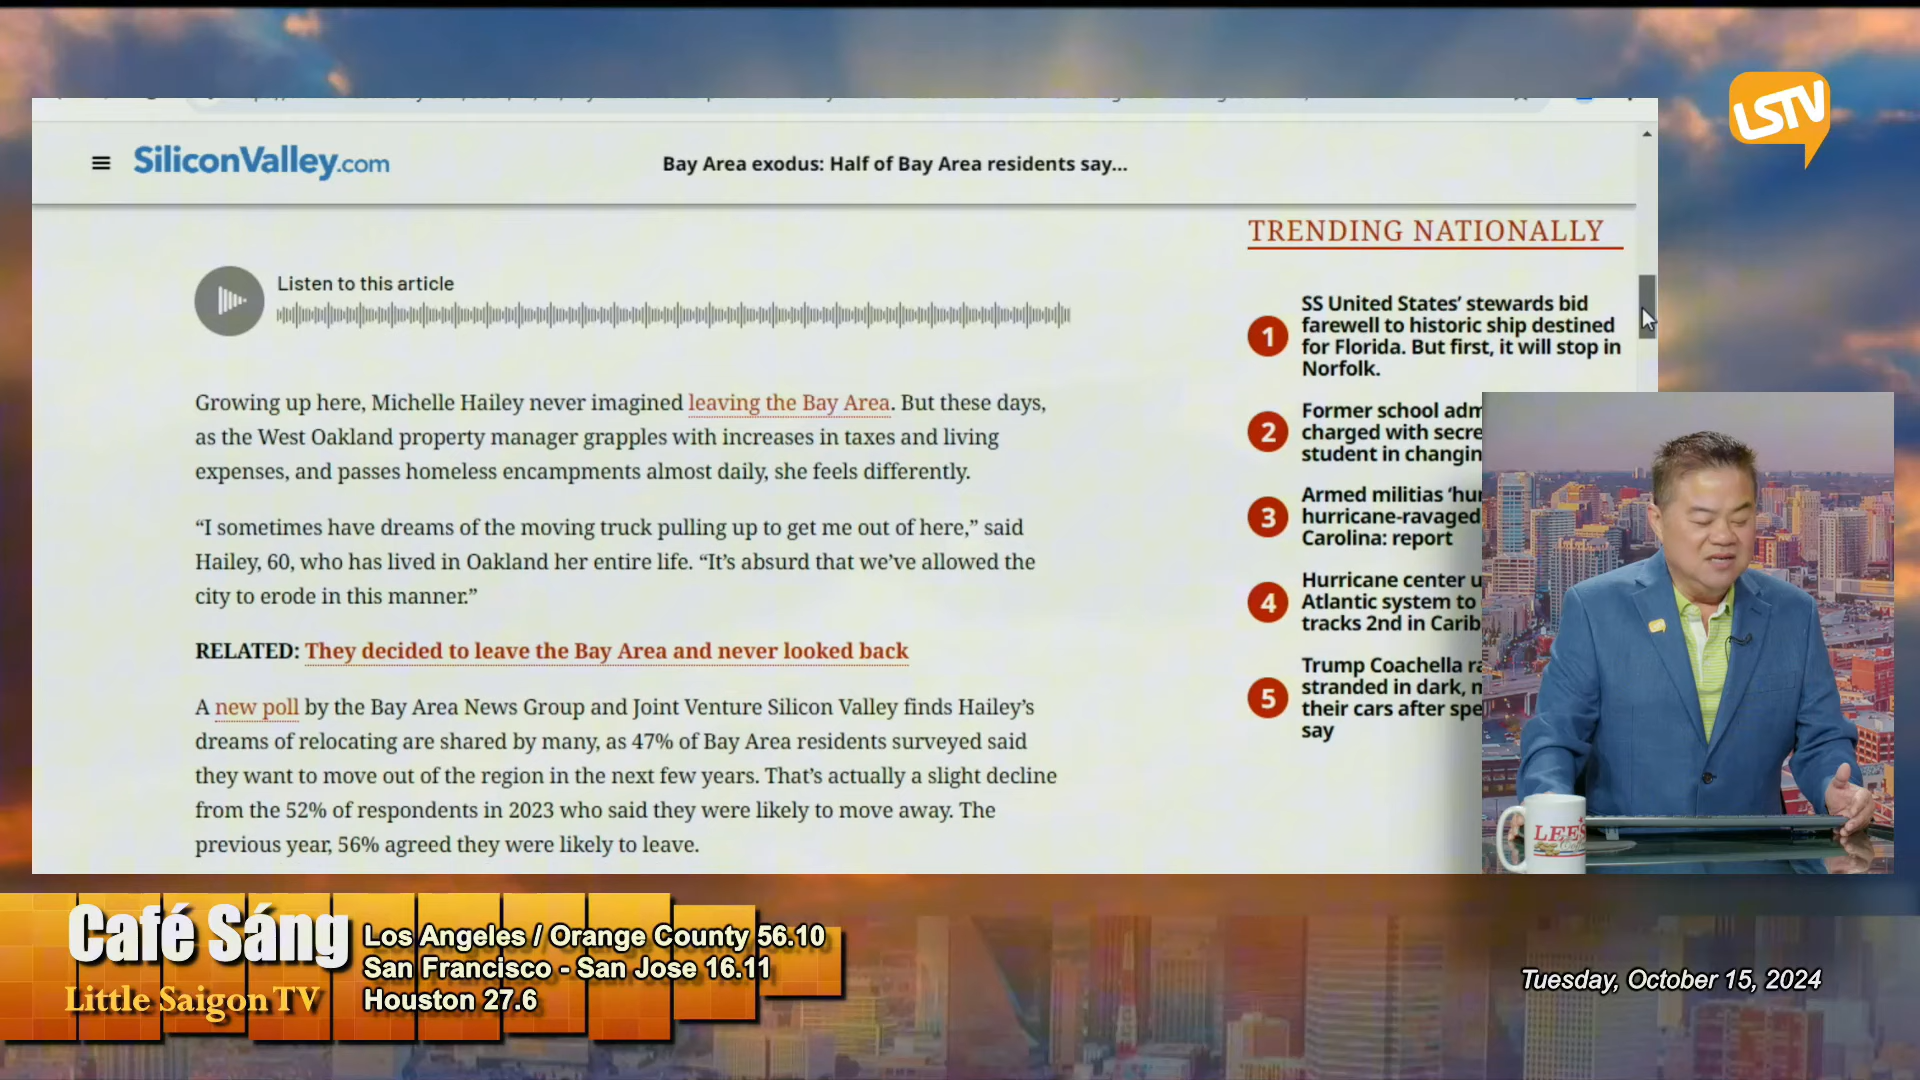 LSTV
SiliconValley.com
Bay Area exodus: Half of Bay Area residents say...
Listen to this article
Growing up here, Michelle Hailey never imagined leaving the Bay Area. But these days,
as the West Oakland property manager grapples with increases in taxes and living
expenses, and passes homeless encampments almost daily, she feels differently.
“I sometimes have dreams of the moving truck pulling up to get me out of here,” said
Hailey, 60, who has lived in Oakland her entire life. “It’s absurd that we’ve allowed the
city to erode in this manner.”
RELATED: They decided to leave the Bay Area and never looked back
A new poll by the Bay Area News Group and Joint Venture Silicon Valley finds Hailey’s
dreams of relocating are shared by many, as 47% of Bay Area residents surveyed said
they want to move out of the region in the next few years. That’s actually a slight decline
from the 52% of respondents in 2023 who said they were likely to move away. The
previous year, 56% agreed they were likely to leave.
TRENDING NATIONALLY
1
SS United States’ stewards bid
farewell to historic ship destined
for Florida. But first, it will stop in
Norfolk.
2
Former school adm
charged with secre
student in changin
3
Armed militias ‘hu
hurricane-ravaged
Carolina: report
4
Hurricane center u
Atlantic system to
tracks 2nd in Carib
5
Trump Coachella ra
stranded in dark,
their cars after spe
say
LEE'S
Café Sáng
Little Saigon TV
Los Angeles / Orange County 56.10
San Francisco - San Jose 16.11
Houston 27.6
Tuesday, October 15, 2024